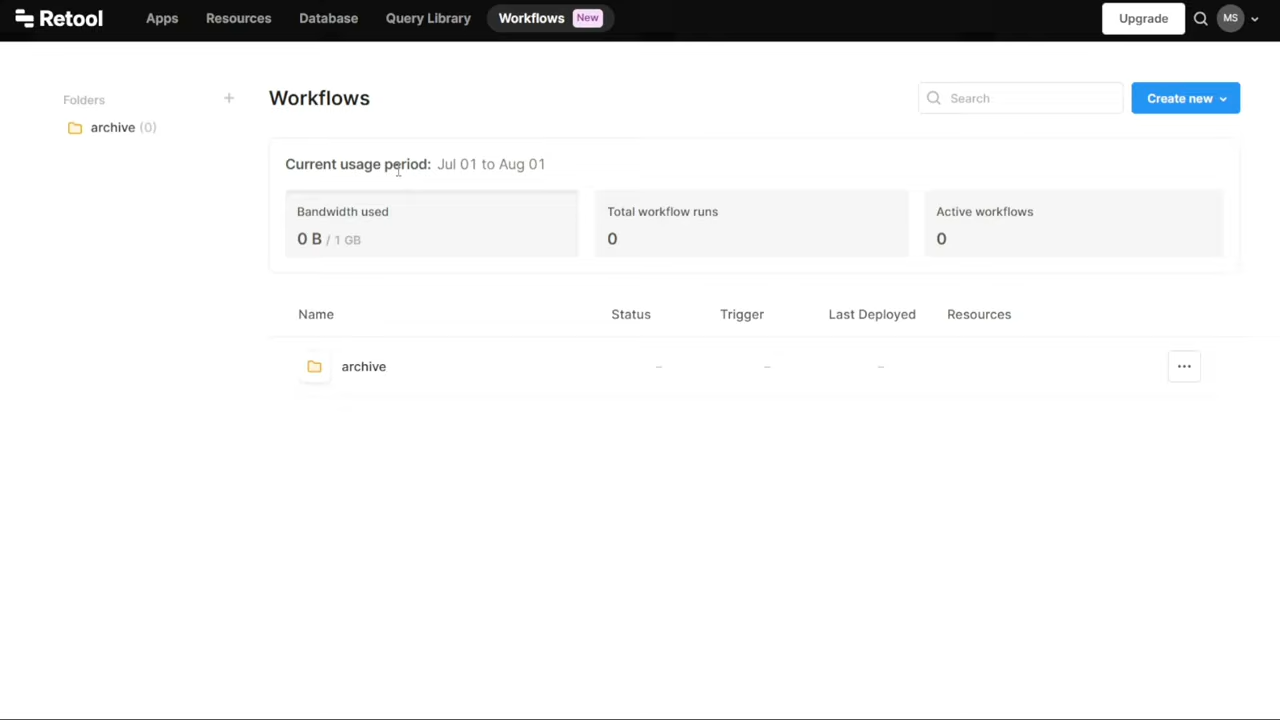 Retool Apps Resources Database Query Library Workflows New Upgrade MS
Folders +
archive (0)
Workflows Search Create new
Current usage period: Jul 01 to Aug 01
Bandwidth used Total workflow runs Active workflows
0 B / 1 GB 0 0
Name Status Trigger Last Deployed Resources
archive – – –